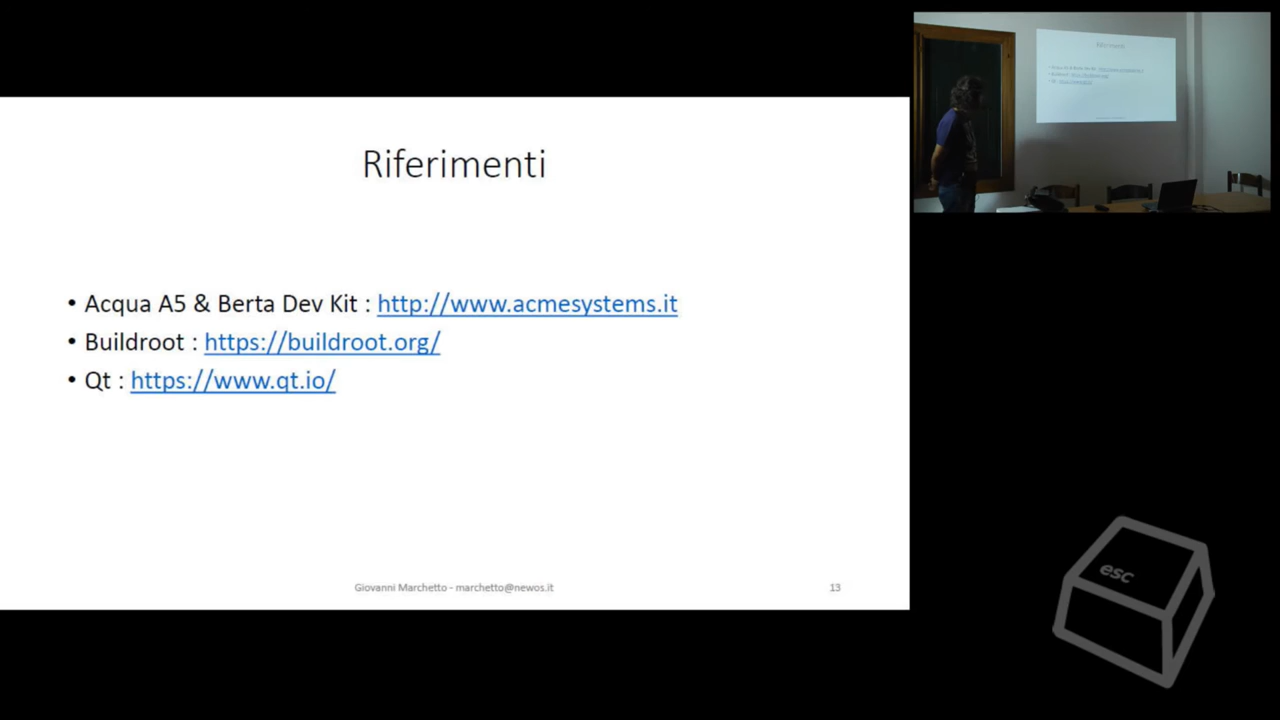 Riferimenti
• Acqua A5 & Berta Dev Kit : http://www.acmesystems.it
• Buildroot : https://buildroot.org/
• Qt : https://www.qt.io/
Giovanni Marchetto - marchetto@newos.it
13
esc